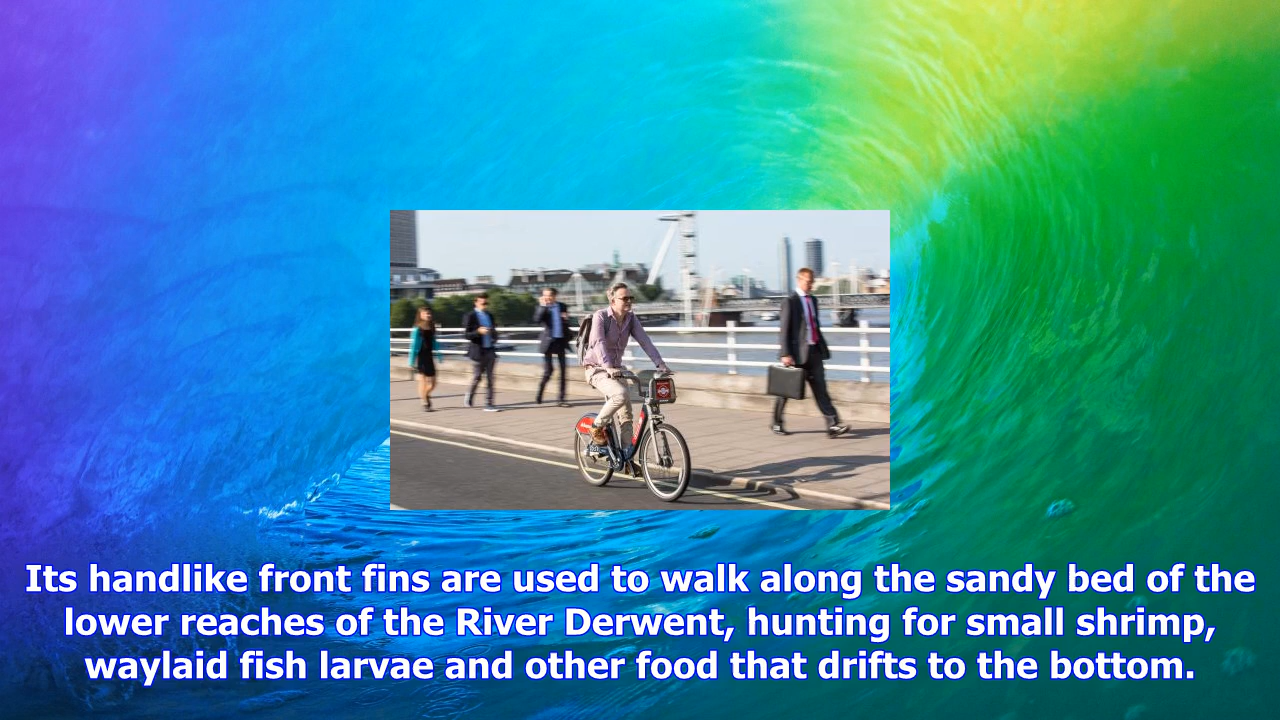 Its handlike front fins are used to walk along the sandy bed of the
lower reaches of the River Derwent, hunting for small shrimp,
waylaid fish larvae and other food that drifts to the bottom.